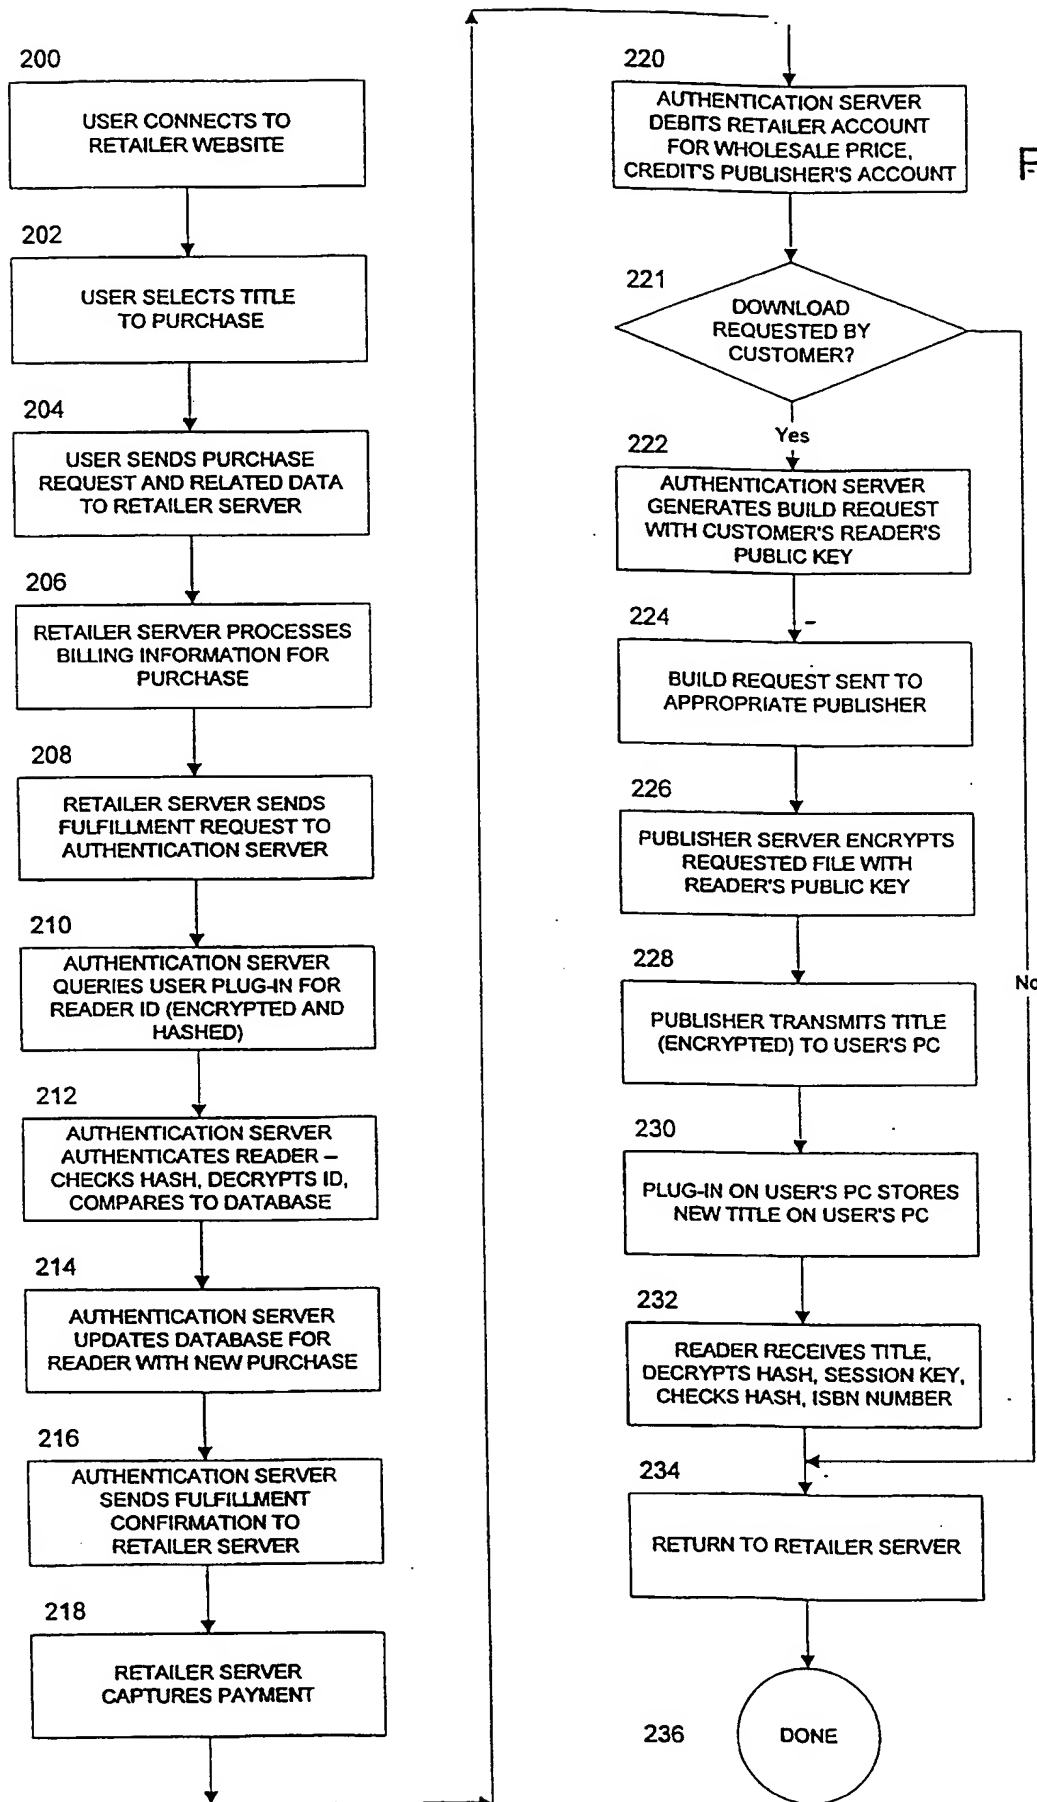 200
USER CONNECTS TO
RETAILER WEBSITE
202
USER SELECTS TITLE
TO PURCHASE
204
USER SENDS PURCHASE
REQUEST AND RELATED DATA
TO RETAILER SERVER
206
RETAILER SERVER PROCESSES
BILLING INFORMATION FOR
PURCHASE
208
RETAILER SERVER SENDS
FULFILLMENT REQUEST TO
AUTHENTICATION SERVER
210
AUTHENTICATION SERVER
QUERIES USER PLUG-IN FOR
READER ID (ENCRYPTED AND
HASHED)
212
AUTHENTICATION SERVER
AUTHENTICATES READER –
CHECKS HASH, DECRYPTS ID,
COMPARES TO DATABASE
214
AUTHENTICATION SERVER
UPDATES DATABASE FOR
READER WITH NEW PURCHASE
216
AUTHENTICATION SERVER
SENDS FULFILLMENT
CONFIRMATION TO
RETAILER SERVER
218
RETAILER SERVER
CAPTURES PAYMENT
220
AUTHENTICATION SERVER
DEBITS RETAILER ACCOUNT
FOR WHOLESALE PRICE,
CREDIT'S PUBLISHER'S ACCOUNT
221
DOWNLOAD
REQUESTED BY
CUSTOMER?
Yes
222
AUTHENTICATION SERVER
GENERATES BUILD REQUEST
WITH CUSTOMER'S READER'S
PUBLIC KEY
224
BUILD REQUEST SENT TO
APPROPRIATE PUBLISHER
226
PUBLISHER SERVER ENCRYPTS
REQUESTED FILE WITH
READER'S PUBLIC KEY
228
PUBLISHER TRANSMITS TITLE
(ENCRYPTED) TO USER'S PC
No
230
PLUG-IN ON USER'S PC STORES
NEW TITLE ON USER'S PC
232
READER RECEIVES TITLE,
DECRYPTS HASH, SESSION KEY,
CHECKS HASH, ISBN NUMBER
234
RETURN TO RETAILER SERVER
236
DONE